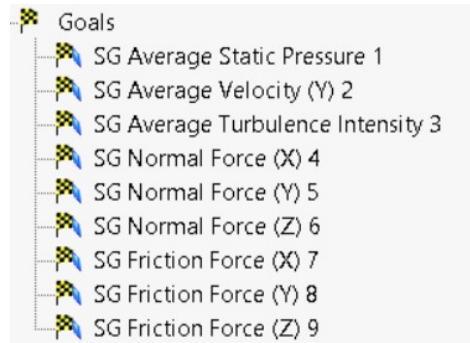 Goals
SG Average Static Pressure 1
SG Average Velocity (Y) 2
SG Average Turbulence Intensity 3
SG Normal Force (X) 4
SG Normal Force (Y) 5
SG Normal Force (Z) 6
SG Friction Force (X) 7
SG Friction Force (Y) 8
SG Friction Force (Z) 9